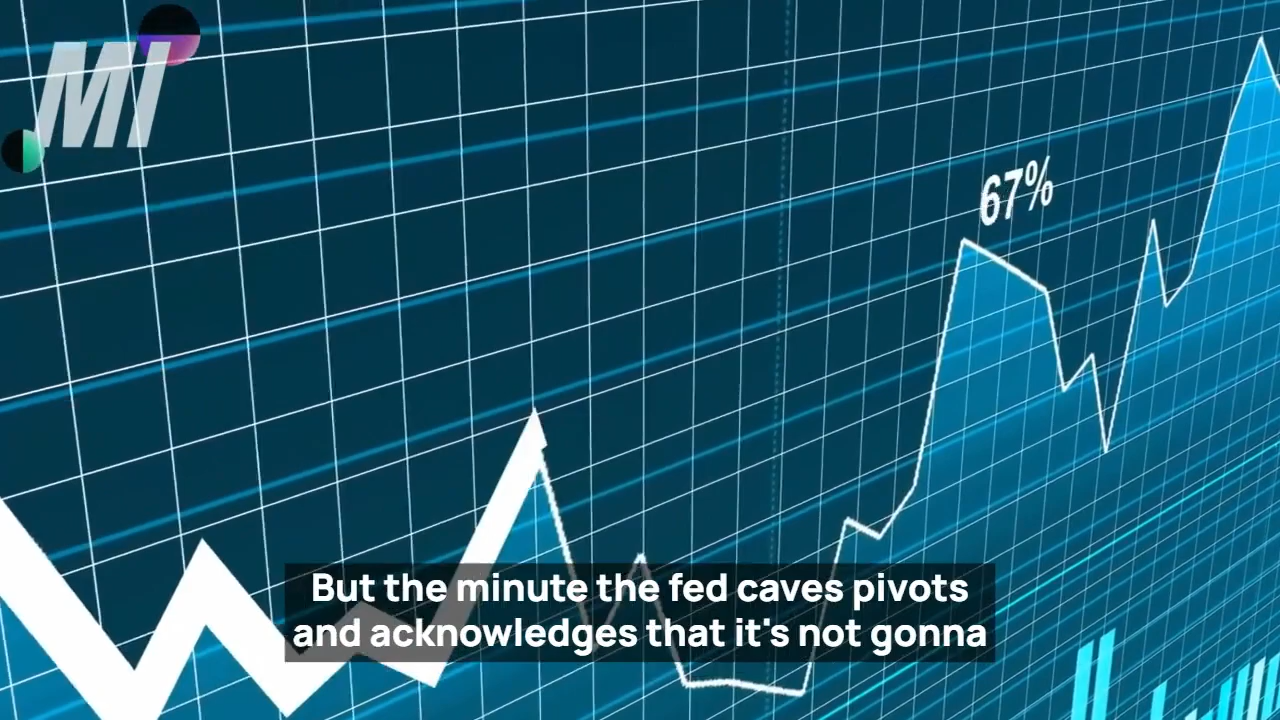 MI
67%
But the minute the fed caves pivots
and acknowledges that it's not gonna